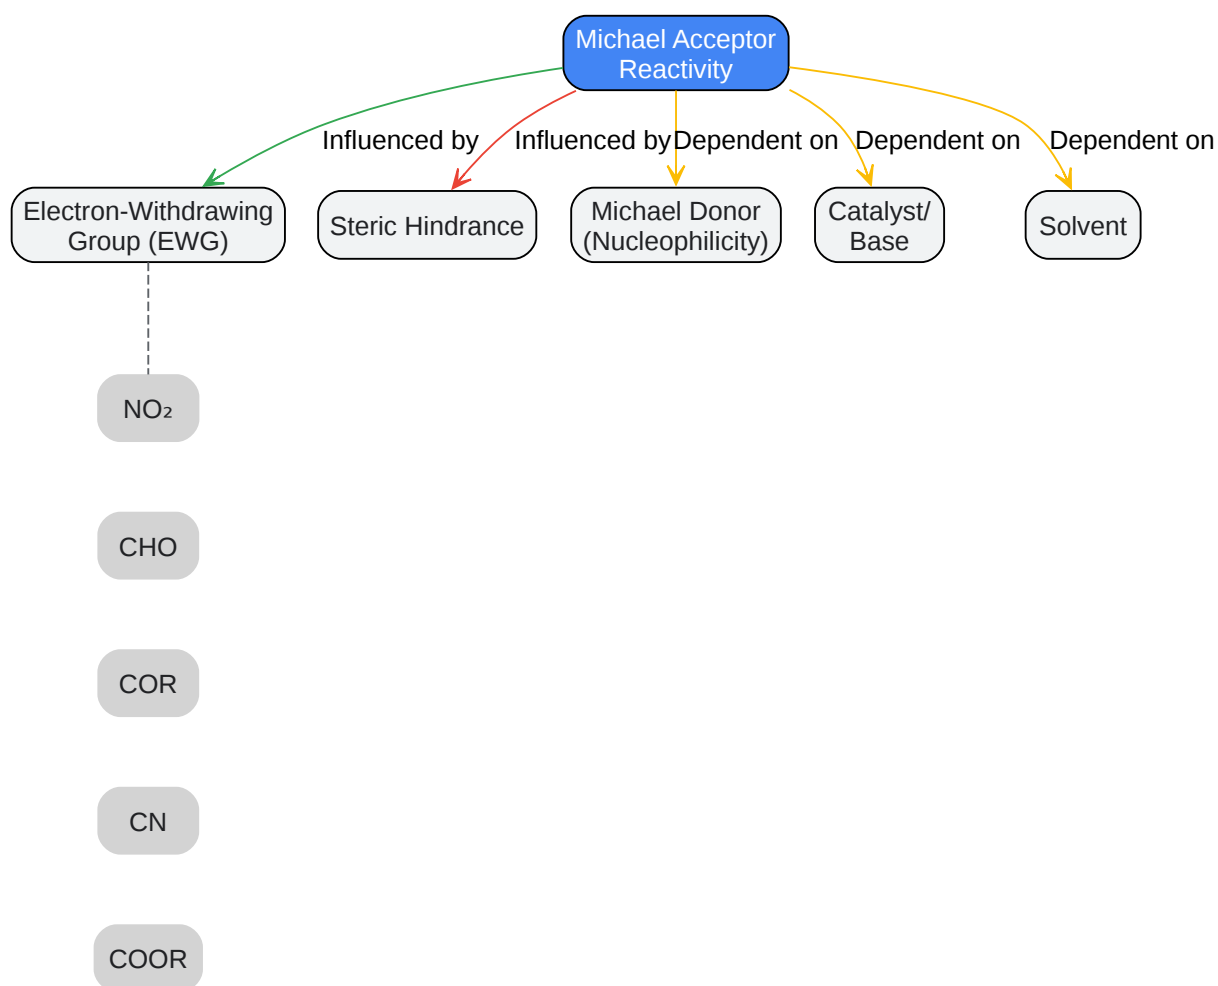 Michael Acceptor
Reactivity
Influenced by
Influenced by
Dependent on
Dependent on
Dependent on
Electron-Withdrawing
Group (EWG)
Steric Hindrance
Michael Donor
(Nucleophilicity)
Catalyst/
Base
Solvent
NO₂
CHO
COR
CN
COOR